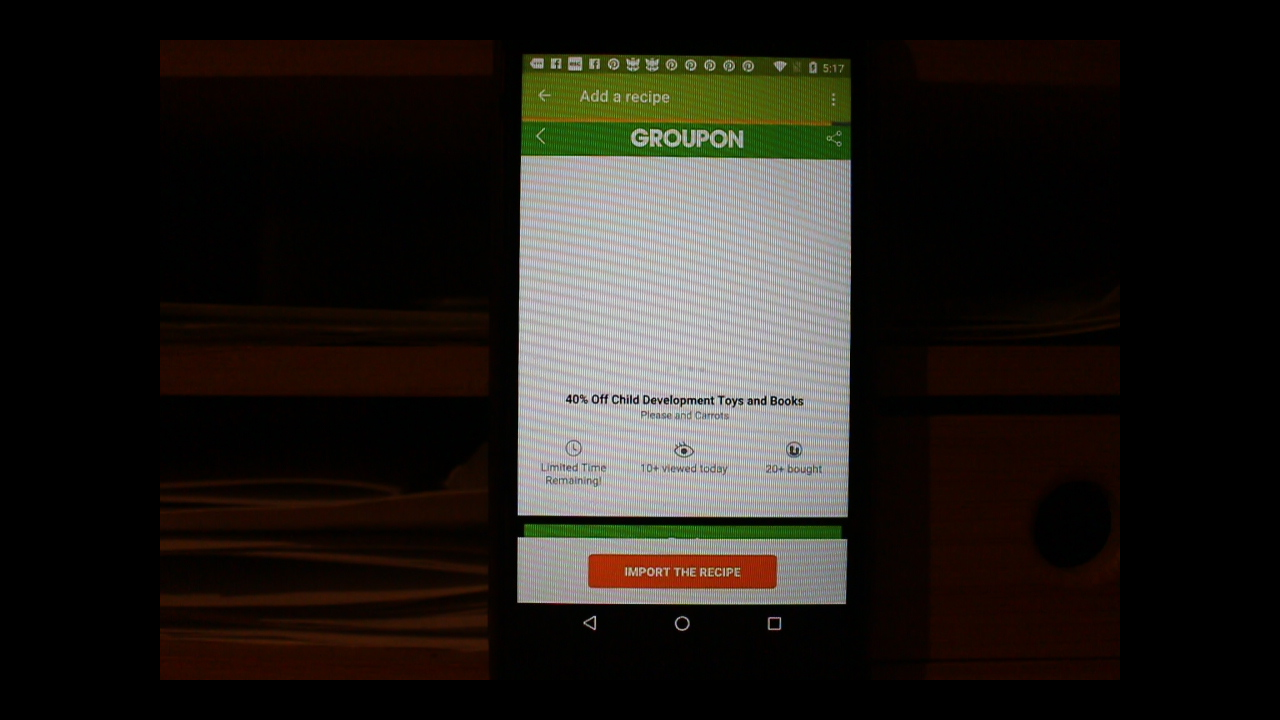 5:17
Add a recipe
GROUPON
40% Off Child Development Toys and Books
Please and Carrots
Limited Time
Remaining!
10+ viewed today
20+ bought
IMPORT THE RECIPE